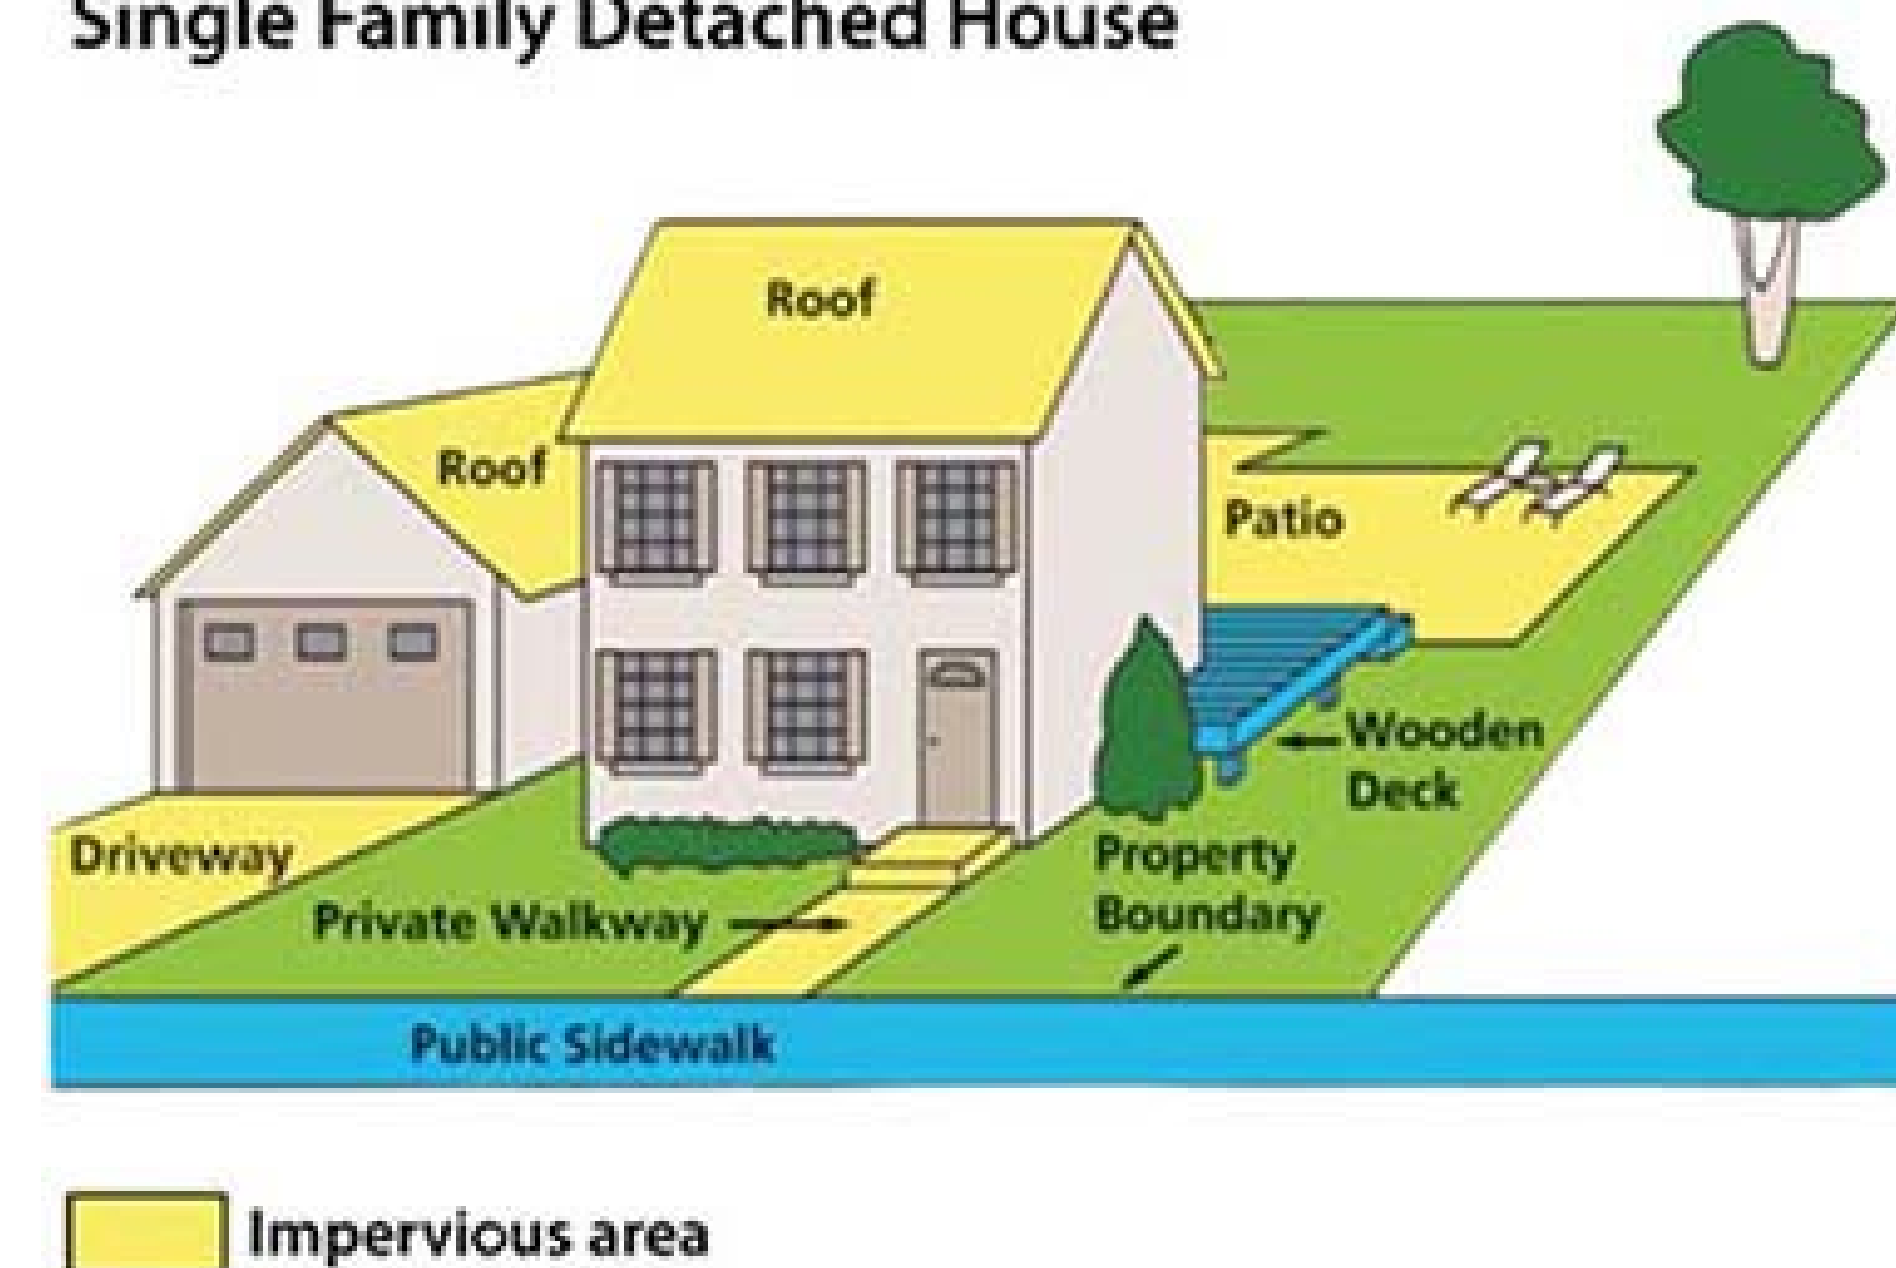 Single Family Detached House
Roof
Roof
Patio
Wooden
Deck
Driveway
Property
Boundary
Private Walkway
Public Sidewalk
Impervious area